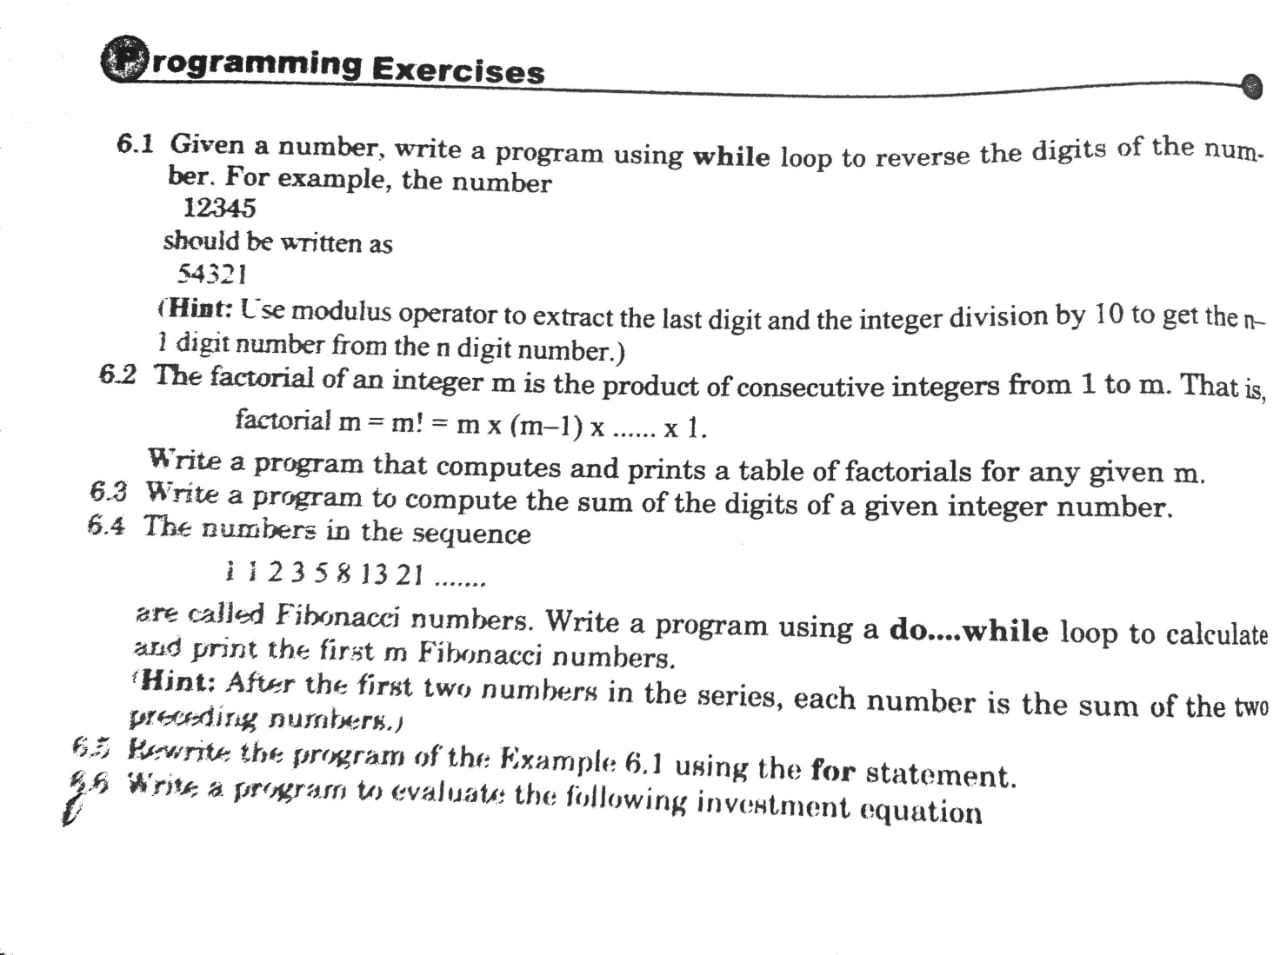 Programming Exercises
6.1 Given a number, write a program using while loop to reverse the digits of the num-
ber. For example, the number
12345
should be written as
54321
(Hint: Use modulus operator to extract the last digit and the integer division by 10 to get the n–
1 digit number from the n digit number.)
6.2 The factorial of an integer m is the product of consecutive integers from 1 to m. That is,
factorial m = m! = m x (m–1) x ...... x 1.
Write a program that computes and prints a table of factorials for any given m.
6.3 Write a program to compute the sum of the digits of a given integer number.
6.4 The numbers in the sequence
1 1 2 3 5 8 13 21 .......
are called Fibonacci numbers. Write a program using a do....while loop to calculate
and print the first m Fibonacci numbers.
(Hint: After the first two numbers in the series, each number is the sum of the two
preceding numbers.)
6.5 Rewrite the program of the Example 6.1 using the for statement.
6.6 Write a program to evaluate the following investment equation